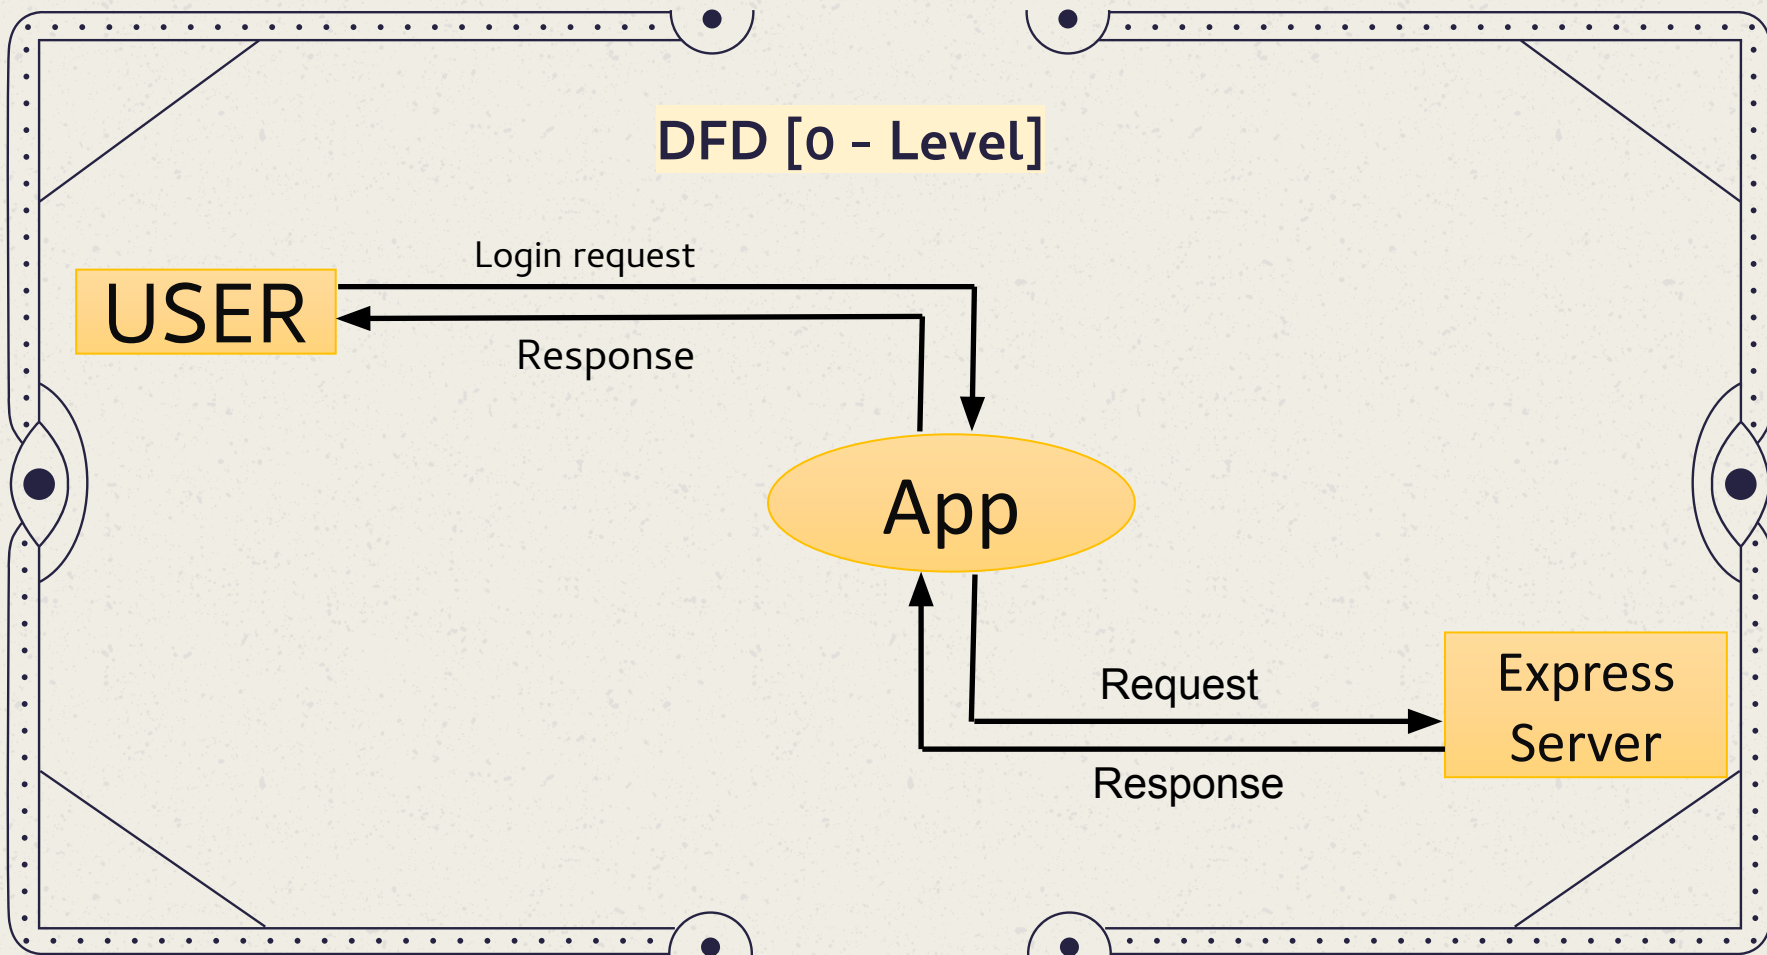 DFD [0 - Level]
Login request
USER
Response
App
Request
Express
Server
Response